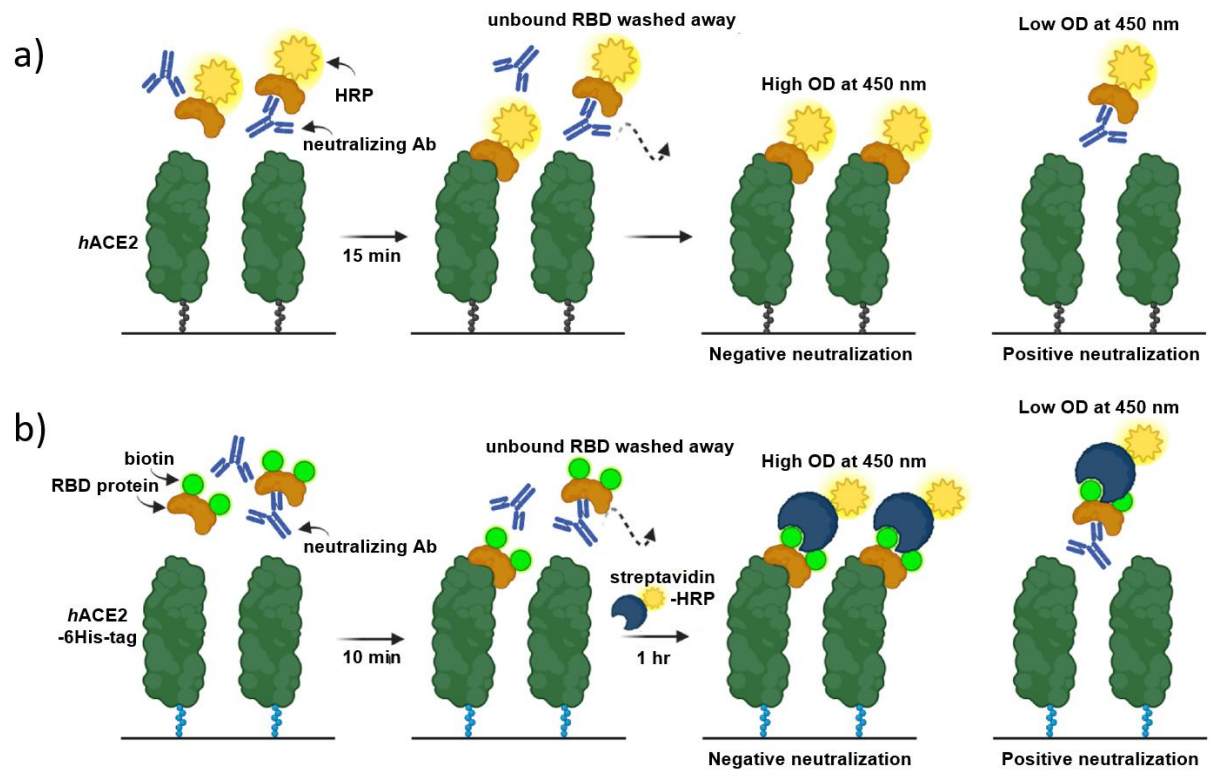 a)
unbound RBD washed away
Low OD at 450 nm
HRP
High OD at 450 nm
neutralizing Ab
hACE2
15 min
Negative neutralization
Positive neutralization
b)
unbound RBD washed away
Low OD at 450 nm
biotin
High OD at 450 nm
RBD protein
neutralizing Ab
streptavidin
-HRP
hACE2
-6His-tag
10 min
1 hr
Negative neutralization
Positive neutralization